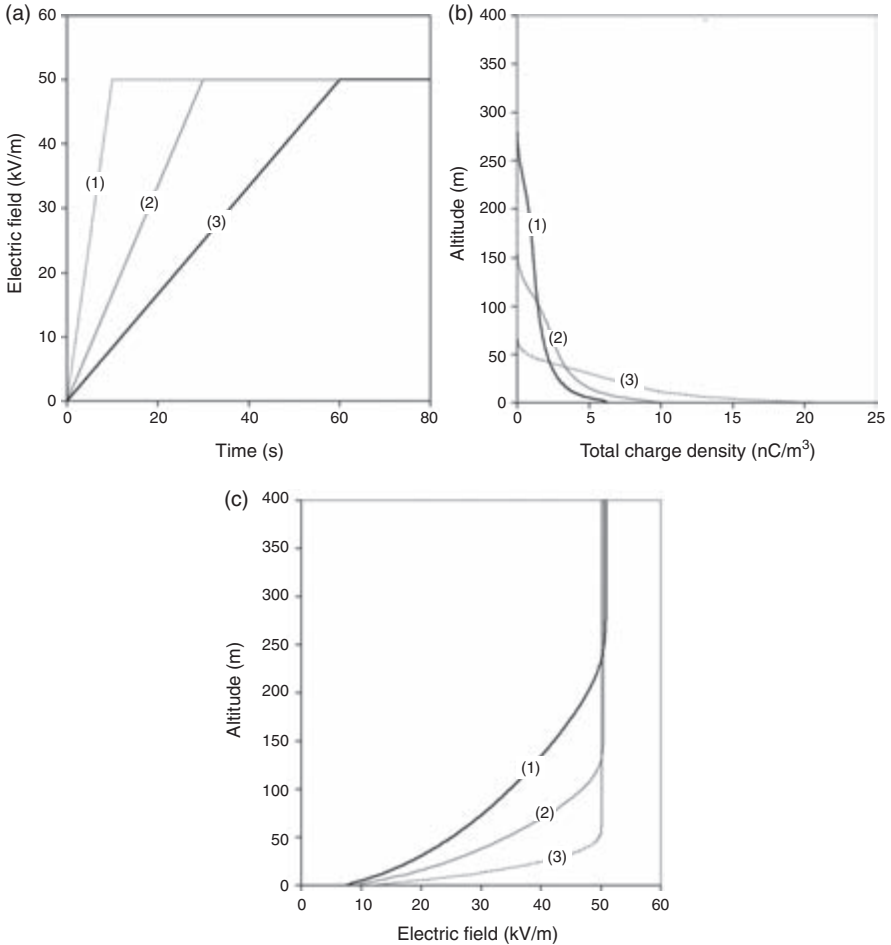 (a)
60
50
40
30
20
10
0
Electric field (kV/m)
(1)
(2)
(3)
0 20 40 60 80
Time (s)
(b)
400
350
300
250
200
150
100
50
0
Altitude (m)
(1)
(2)
(3)
0 5 10 15 20 25
Total charge density (nC/m³)
(c)
400
350
300
250
200
150
100
50
0
Altitude (m)
(1)
(2)
(3)
0 10 20 30 40 50 60
Electric field (kV/m)